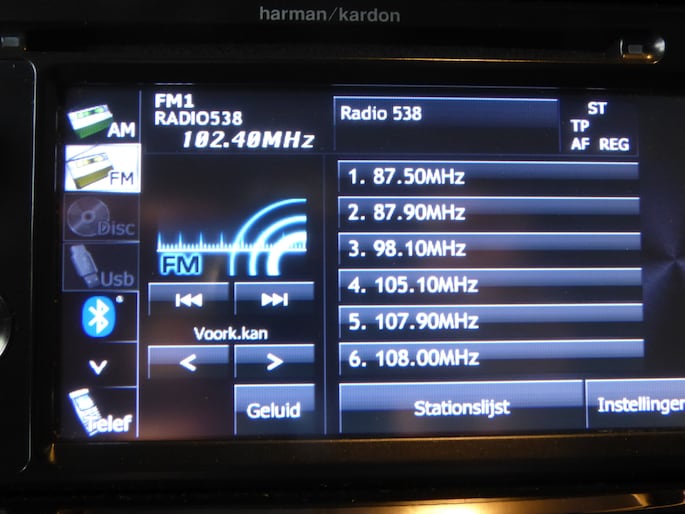 harman/kardon
AM
FM
Disc
Usb
Telef
FM1
RADIO538
102.40MHz
Radio 538
ST
TP
AF REG
FM
Voork.kan
<
>
Geluid
1. 87.50MHz
2. 87.90MHz
3. 98.10MHz
4. 105.10MHz
5. 107.90MHz
6. 108.00MHz
Stationslijst
Instellingen